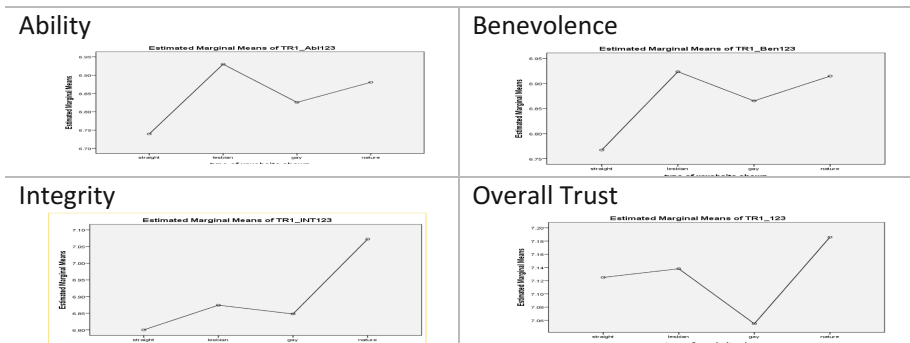 Ability
Estimated Marginal Means of TR1_Abl123
Estimated Marginal Means
6.95
6.90
6.85
6.80
6.75
6.70
straight lesbian gay nature
Benevolence
Estimated Marginal Means of TR1_Ben123
Estimated Marginal Means
6.95
6.90
6.85
6.80
6.75
straight lesbian gay nature
Integrity
Estimated Marginal Means of TR1_INT123
Estimated Marginal Means
7.10
7.05
7.00
6.95
6.90
6.85
6.80
straight lesbian gay nature
Overall Trust
Estimated Marginal Means of TR1_123
Estimated Marginal Means
7.20
7.18
7.16
7.14
7.12
7.10
7.08
7.06
straight lesbian gay nature